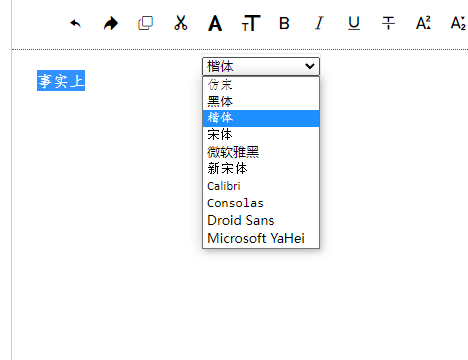 A TT B I U T A2 A2
楷体
事实上
仿宋
黑体
楷体
宋体
微软雅黑
新宋体
Calibri
Consolas
Droid Sans
Microsoft YaHei